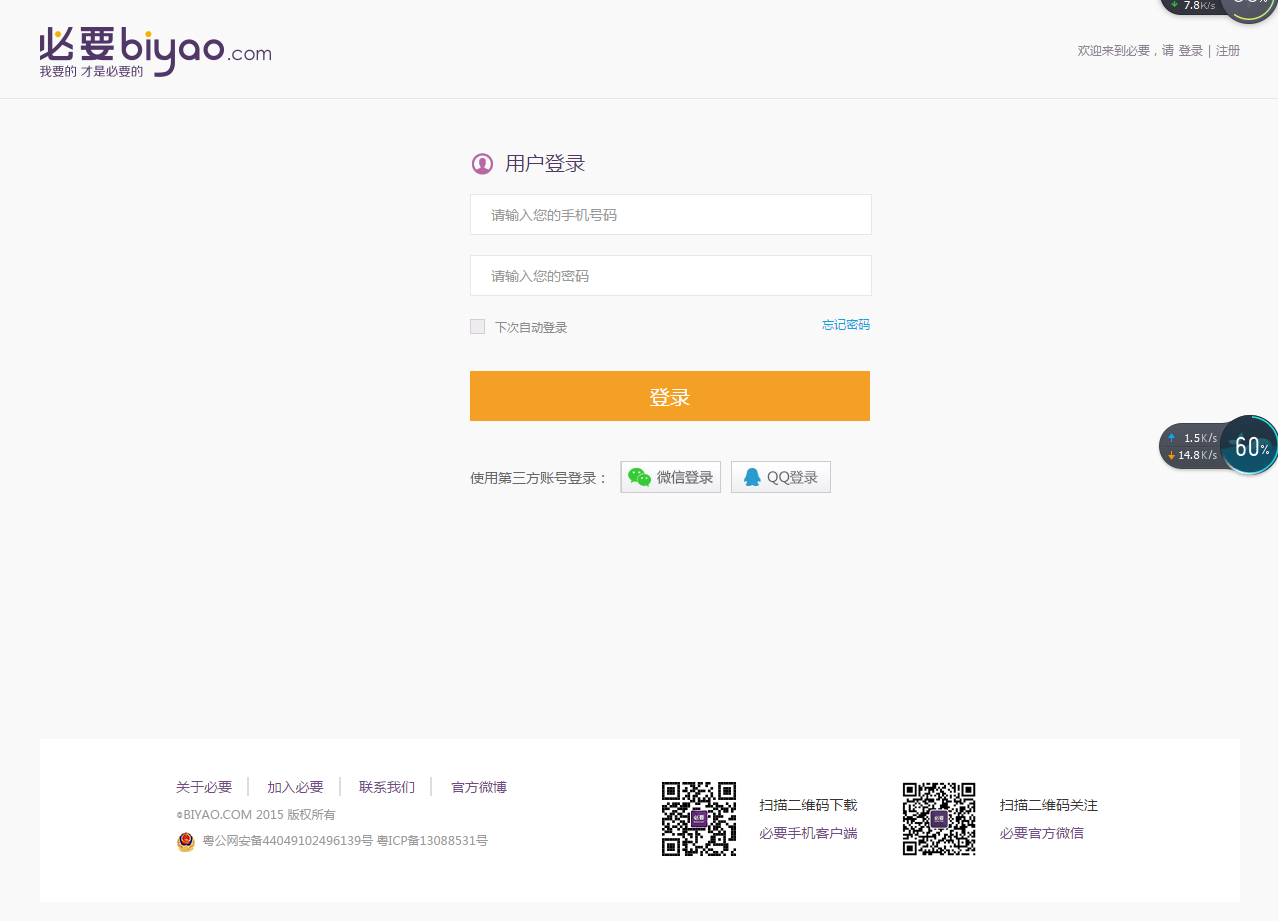 7.8K/s
必要biyao.com
我要的 才是必要的
欢迎来到必要，请 登录 | 注册
用户登录
请输入您的手机号码
请输入您的密码
下次自动登录
忘记密码
登录
1.5K/s
14.8K/s
60%
使用第三方账号登录：
微信登录
QQ登录
关于必要
加入必要
联系我们
官方微博
©BIYAO.COM 2015 版权所有
粤公网安备44049102496139号 粤ICP备13088531号
必要
扫描二维码下载
必要手机客户端
必要
扫描二维码关注
必要官方微信